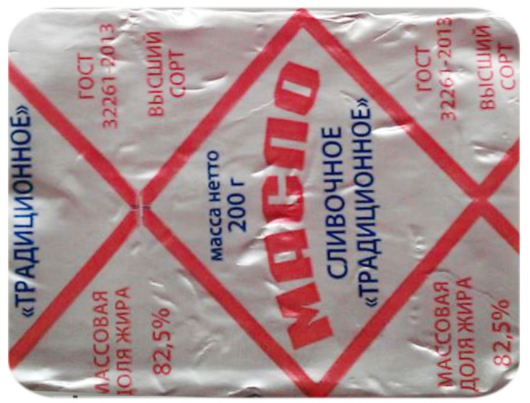 «ТРАДИЦИОННОЕ»
ГОСТ
32261-2013
ВЫСШИЙ
СОРТ
МАССОВАЯ
ДОЛЯ ЖИРА
82,5%
масса нетто
200 г
МАСЛО
СЛИВОЧНОЕ
«ТРАДИЦИОННОЕ»
ГОСТ
32261-2013
ВЫСШИЙ
СОРТ
МАССОВАЯ
ДОЛЯ ЖИРА
82,5%